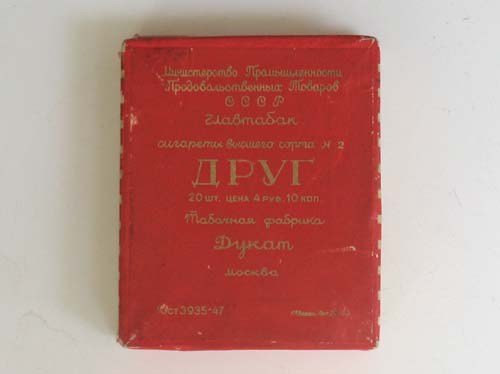 Министерство Промышленности
Продовольственных Товаров
СССР
Главтабак
сигареты высшего сорта № 2
ДРУГ
20 шт. ЦЕНА 4 РУБ. 10 КОП.
Табачная фабрика
Дукат
москва
Ост 3935-47